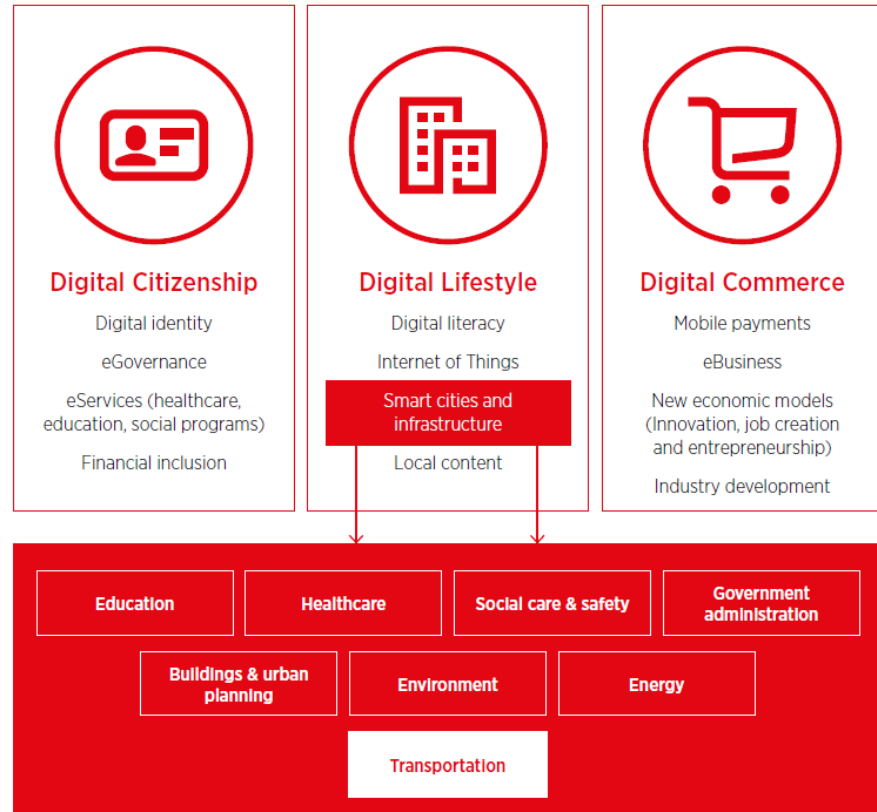 Digital Citizenship
Digital identity
eGovernance
eServices (healthcare,
education, social programs)
Financial inclusion
Digital Lifestyle
Digital literacy
Internet of Things
Smart cities and
infrastructure
Local content
Digital Commerce
Mobile payments
eBusiness
New economic models
(Innovation, job creation
and entrepreneurship)
Industry development
Education
Healthcare
Social care & safety
Government
administration
Buildings & urban
planning
Environment
Energy
Transportation